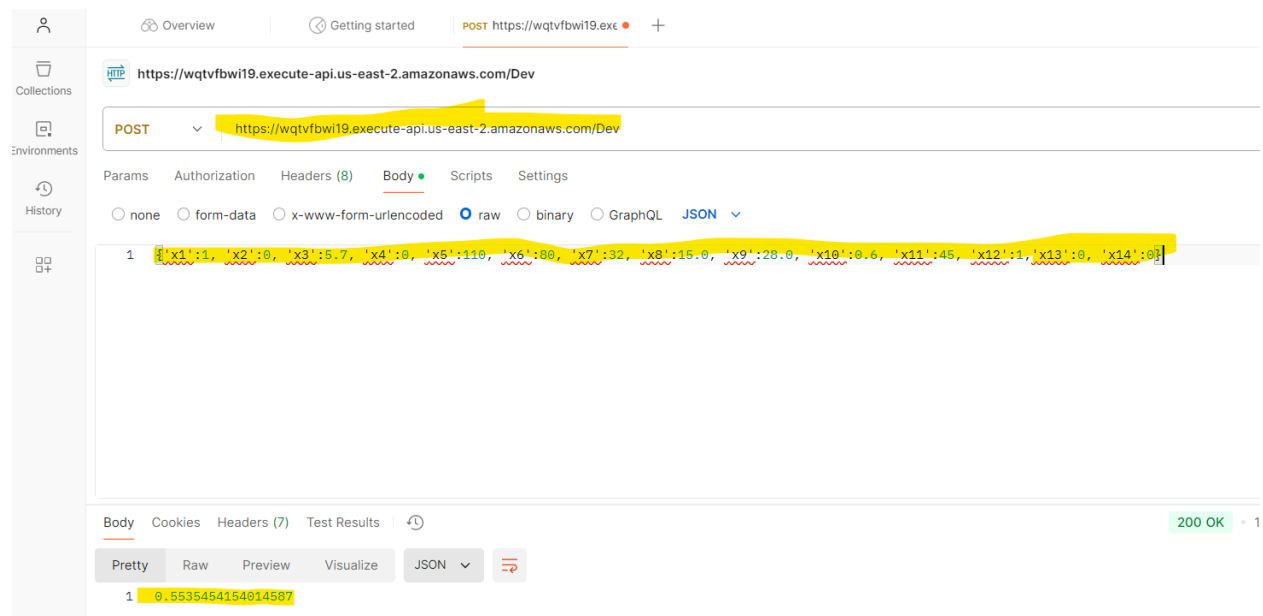 Overview
Getting started
POST https://wqtvfbwi19.exe
Collections
HTTP https://wqtvfbwi19.execute-api.us-east-2.amazonaws.com/Dev
POST https://wqtvfbwi19.execute-api.us-east-2.amazonaws.com/Dev
Environments
Params Authorization Headers (8) Body Scripts Settings
History
none form-data x-www-form-urlencoded raw binary GraphQL JSON
1 {'x1':1, 'x2':0, 'x3':5.7, 'x4':0, 'x5':110, 'x6':80, 'x7':32, 'x8':15.0, 'x9':28.0, 'x10':0.6, 'x11':45, 'x12':1,'x13':0, 'x14':0}
Body Cookies Headers (7) Test Results
200 OK 1
Pretty Raw Preview Visualize JSON
1 0.5535454154014587